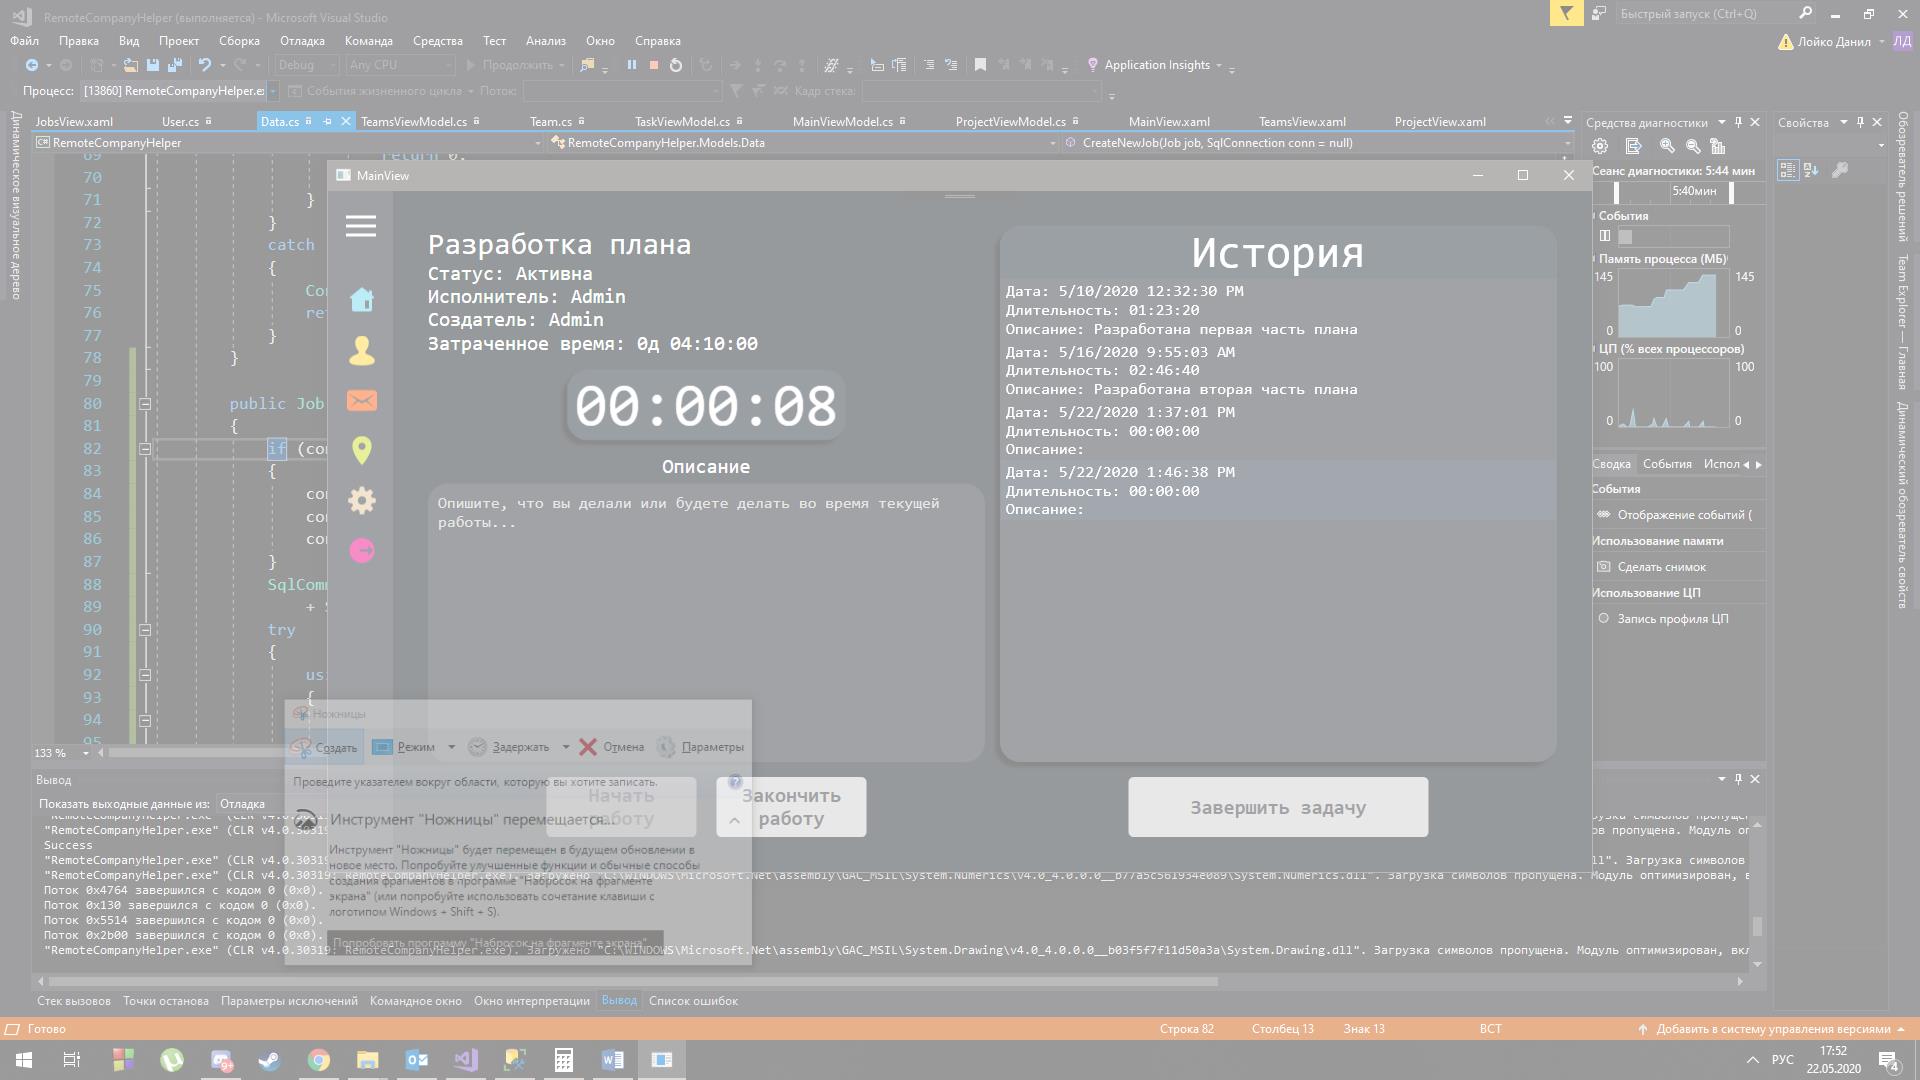 RemoteCompanyHelper (выполняется) - Microsoft Visual Studio
Быстрый запуск (Ctrl+Q)
Файл Правка Вид Проект Сборка Отладка Команда Средства Тест Анализ Окно Справка
Лойко Данил ЛД
Debug Any CPU Продолжить Application Insights
Процесс: [13860] RemoteCompanyHelper.ex События жизненного цикла Поток: Кадр стека:
JobsView.xaml User.cs Data.cs TeamsViewModel.cs Team.cs TaskViewModel.cs MainViewModel.cs ProjectViewModel.cs MainView.xaml TeamsView.xaml ProjectView.xaml
RemoteCompanyHelper RemoteCompanyHelper.Models.Data CreateNewJob(Job job, SqlConnection conn = null)
Динамическое визуальное дерево
69 return 0;
70
71 }
72 }
73 catch
74 {
75 Con
76 ret
77 }
78 }
79
80 public Job
81 {
82 if (con
83 {
84 con
85 con
86 con
87 }
88 SqlComm
89 + S
90 try
91 {
92 usi
93 {
94
95
133 %
MainView
Разработка плана
Статус: Активна
Исполнитель: Admin
Создатель: Admin
Затраченное время: 0д 04:10:00
00:00:08
Описание
Опишите, что вы делали или будете делать во время текущей
работы...
Начать
работу
Закончить
работу
История
Дата: 5/10/2020 12:32:30 PM
Длительность: 01:23:20
Описание: Разработана первая часть плана
Дата: 5/16/2020 9:55:03 AM
Длительность: 02:46:40
Описание: Разработана вторая часть плана
Дата: 5/22/2020 1:37:01 PM
Длительность: 00:00:00
Описание:
Дата: 5/22/2020 1:46:38 PM
Длительность: 00:00:00
Описание:
Завершить задачу
Ножницы
Создать Режим Задержать Отмена Параметры
Проведите указателем вокруг области, которую вы хотите записать.
Инструмент "Ножницы" перемещается...
Инструмент "Ножницы" будет перемещен в будущем обновлении в
новое место. Попробуйте улучшенные функции и обычные способы
создания фрагментов в программе "Набросок на фрагменте
экрана" (или попробуйте использовать сочетание клавиши с
логотипом Windows + Shift + S).
Попробовать программу "Набросок на фрагменте экрана"
Средства диагностики
Сеанс диагностики: 5:44 мин
5:40мин
События
Память процесса (МБ)
145 145
0 0
ЦП (% всех процессоров)
100 100
0 0
Сводка События Испол
События
Отображение событий (
Использование памяти
Сделать снимок
Использование ЦП
Запись профиля ЦП
Свойства
Обозреватель решений
Team Explorer — Главная
Динамический обозреватель свойств
Вывод
Показать выходные данные из: Отладка
"RemoteCompanyHelper.exe" (CLR v4.0.30319
Success
"RemoteCompanyHelper.exe" (CLR v4.0.30319 ll". Загрузка символов
"RemoteCompanyHelper.exe" (CLR v4.0.30319: RemoteCompanyHelper.exe). Загружено "C:\WINDOWS\Microsoft.Net\assembly\GAC_MSIL\System.Numerics\v4.0_4.0.0.0__b77a5c561934e089\System.Numerics.dll". Загрузка символов пропущена. Модуль оптимизирован, в
Поток 0x4764 завершился с кодом 0 (0x0).
Поток 0x130 завершился с кодом 0 (0x0).
Поток 0x5514 завершился с кодом 0 (0x0).
Поток 0x2b00 завершился с кодом 0 (0x0).
"RemoteCompanyHelper.exe" (CLR v4.0.30319: RemoteCompanyHelper.exe). Загружено "C:\WINDOWS\Microsoft.Net\assembly\GAC_MSIL\System.Drawing\v4.0_4.0.0.0__b03f5f7f11d50a3a\System.Drawing.dll". Загрузка символов пропущена. Модуль оптимизирован, вкл
Стек вызовов Точки останова Параметры исключений Командное окно Окно интерпретации Вывод Список ошибок
Готово Строка 82 Столбец 13 Знак 13 ВСТ Добавить в систему управления версиями
9+ РУС 17:52
22.05.2020 4